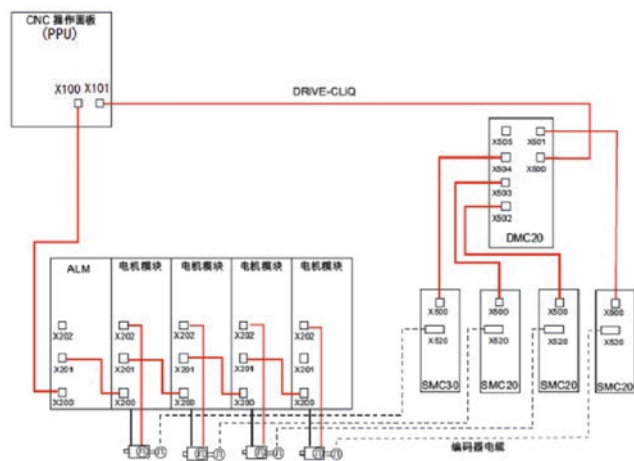 CNC 操作面板
(PPU)
X100 X101
DRIVE-CLiQ
X505 X501
X504 X500
X503
X502
DMC20
ALM 电机模块 电机模块 电机模块 电机模块
X202 X202 X202 X202 X202
X201 X201 X201 X201 X201
X200 X200 X200 X200 X200
X500 X500 X500 X500
X520 X520 X520 X520
SMC30 SMC20 SMC20 SMC20
编码器电缆